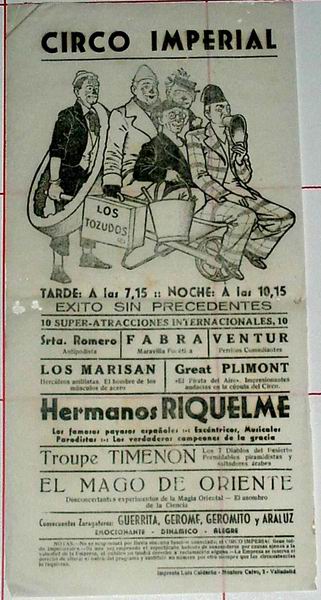 CIRCO IMPERIAL
LOS
TOZUDOS
TARDE: A las 7,15 :: NOCHE: A las 10,15
EXITO SIN PRECEDENTES
10 SUPER-ATRACCIONES INTERNACIONALES, 10
Srta. Romero
Antipodista
FABRA
Maravilla
VENTUR
Perritos Comediantes
LOS MARISAN
Hercúleos anillistas. El hombre de los
músculos de acero
Great PLIMONT
«El Pirata del Aire». Impresionantes
audacias en la cúpula del Circo.
Hermanos RIQUELME
Los famosos payasos españoles Excéntricos, Musicales
Parodistas Los verdaderos campeones de la gracia
Troupe TIMENON
Los 7 Diablos del Desierto
Formidables piramidistas y
saltadores árabes
EL MAGO DE ORIENTE
Desconcertantes experimentos de la Magia Oriental — El asombro
de la Ciencia
Consecuentes Zaragateros: GUERRITA, GEROME, GEROMITO y ARALUZ
EMOCIONANTE - DINAMICO - ALEGRE
Imprenta Luis Calderón - Montero Calvo, - Valladolid